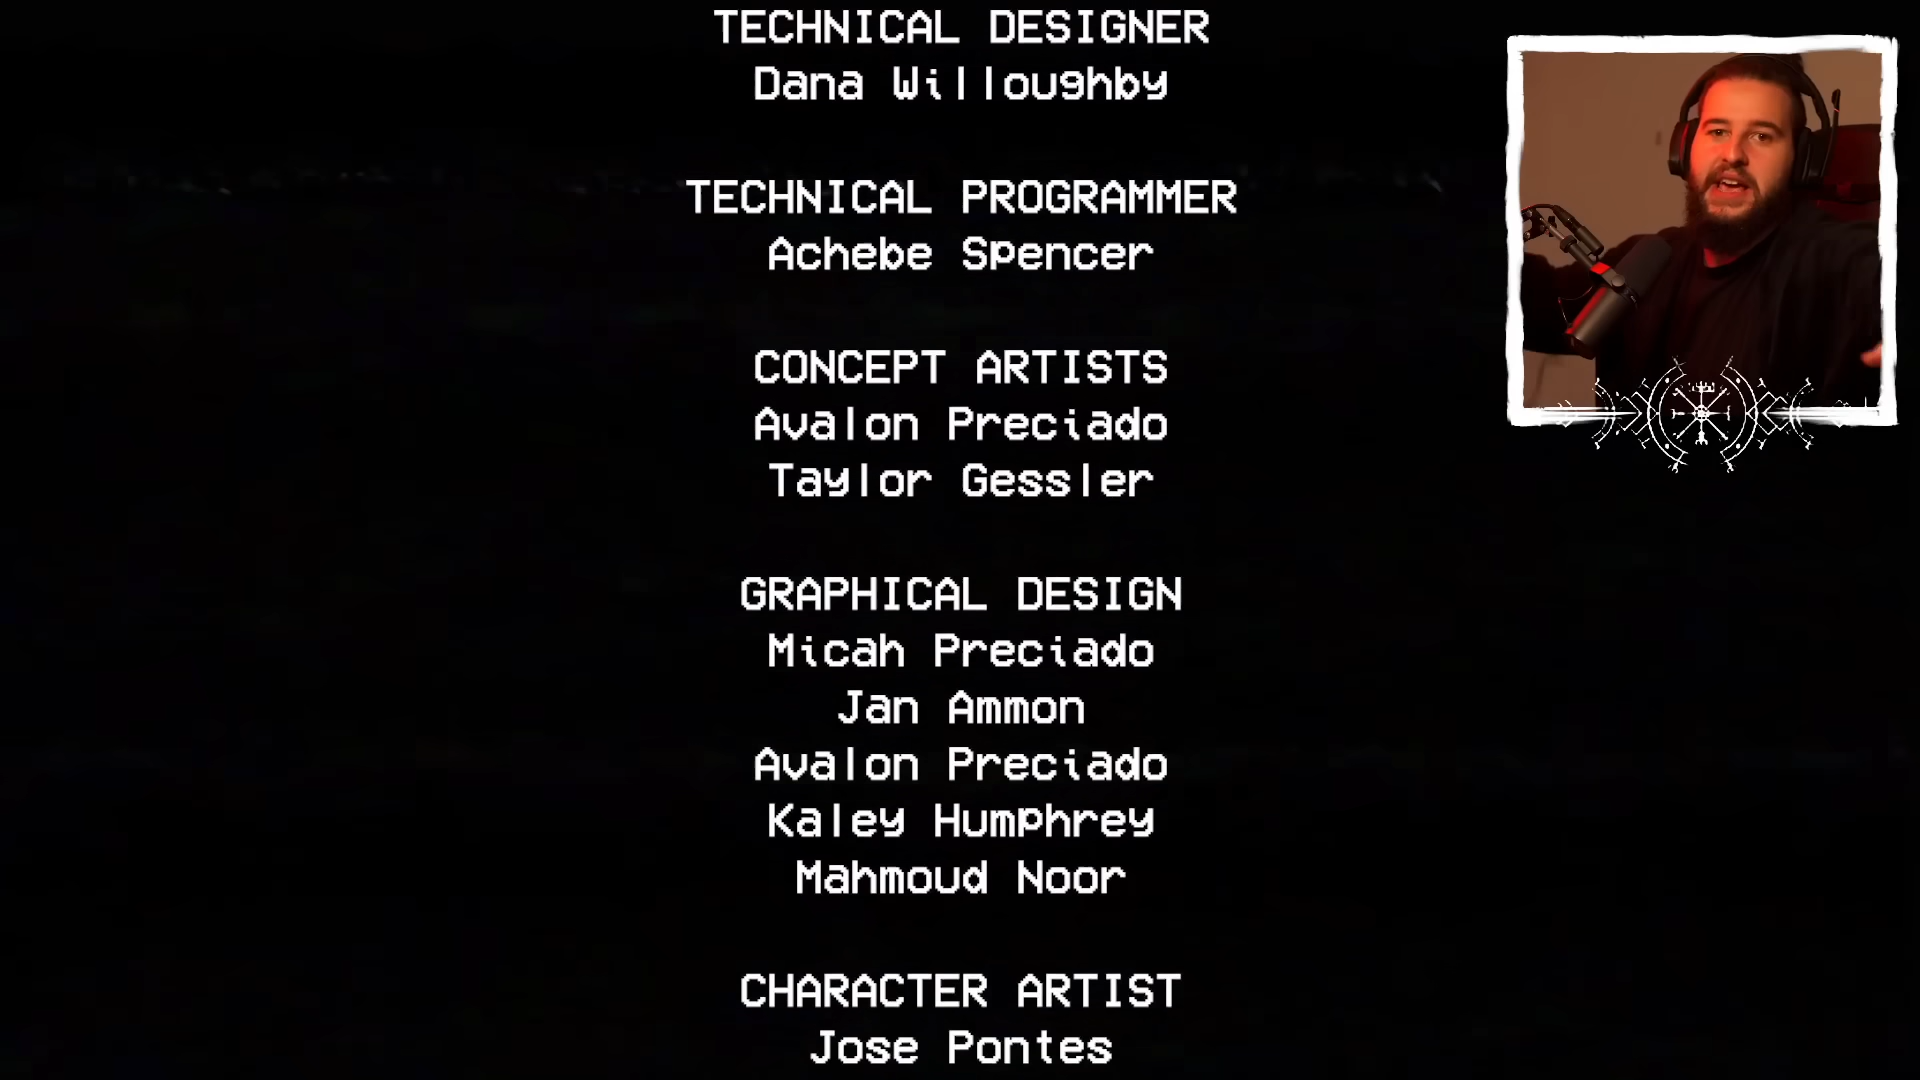 TECHNICAL DESIGNER
Dana Willoughby
TECHNICAL PROGRAMMER
Achebe Spencer
CONCEPT ARTISTS
Avalon Preciado
Taylor Gessler
GRAPHICAL DESIGN
Micah Preciado
Jan Ammon
Avalon Preciado
Kaley Humphrey
Mahmoud Noor
CHARACTER ARTIST
Jose Pontes